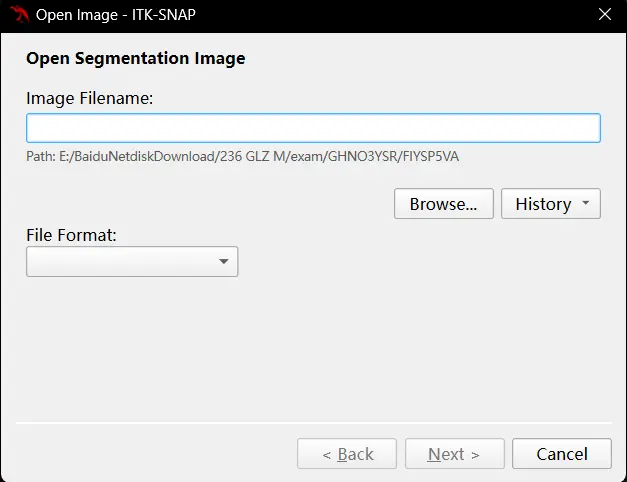 Open Image - ITK-SNAP
Open Segmentation Image
Image Filename:
Path: E:/BaiduNetdiskDownload/236 GLZ M/exam/GHNO3YSR/FIYSP5VA
Browse... History
File Format:
< Back Next > Cancel